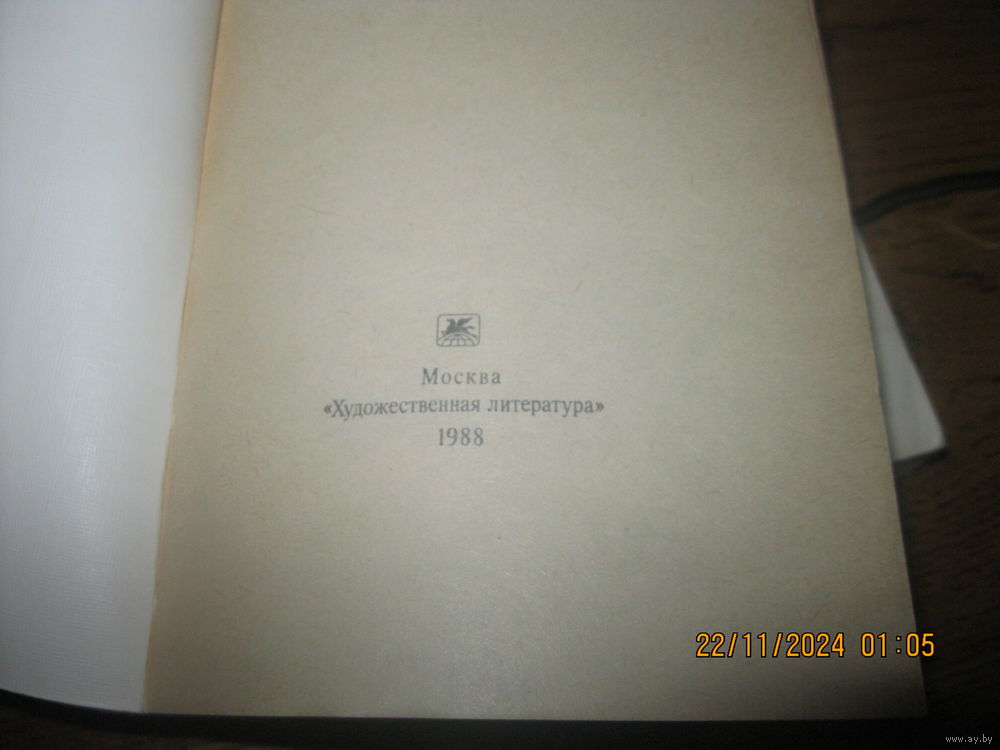 Москва
«Художественная литература»
1988
22/11/2024 01:05
www.ay.by